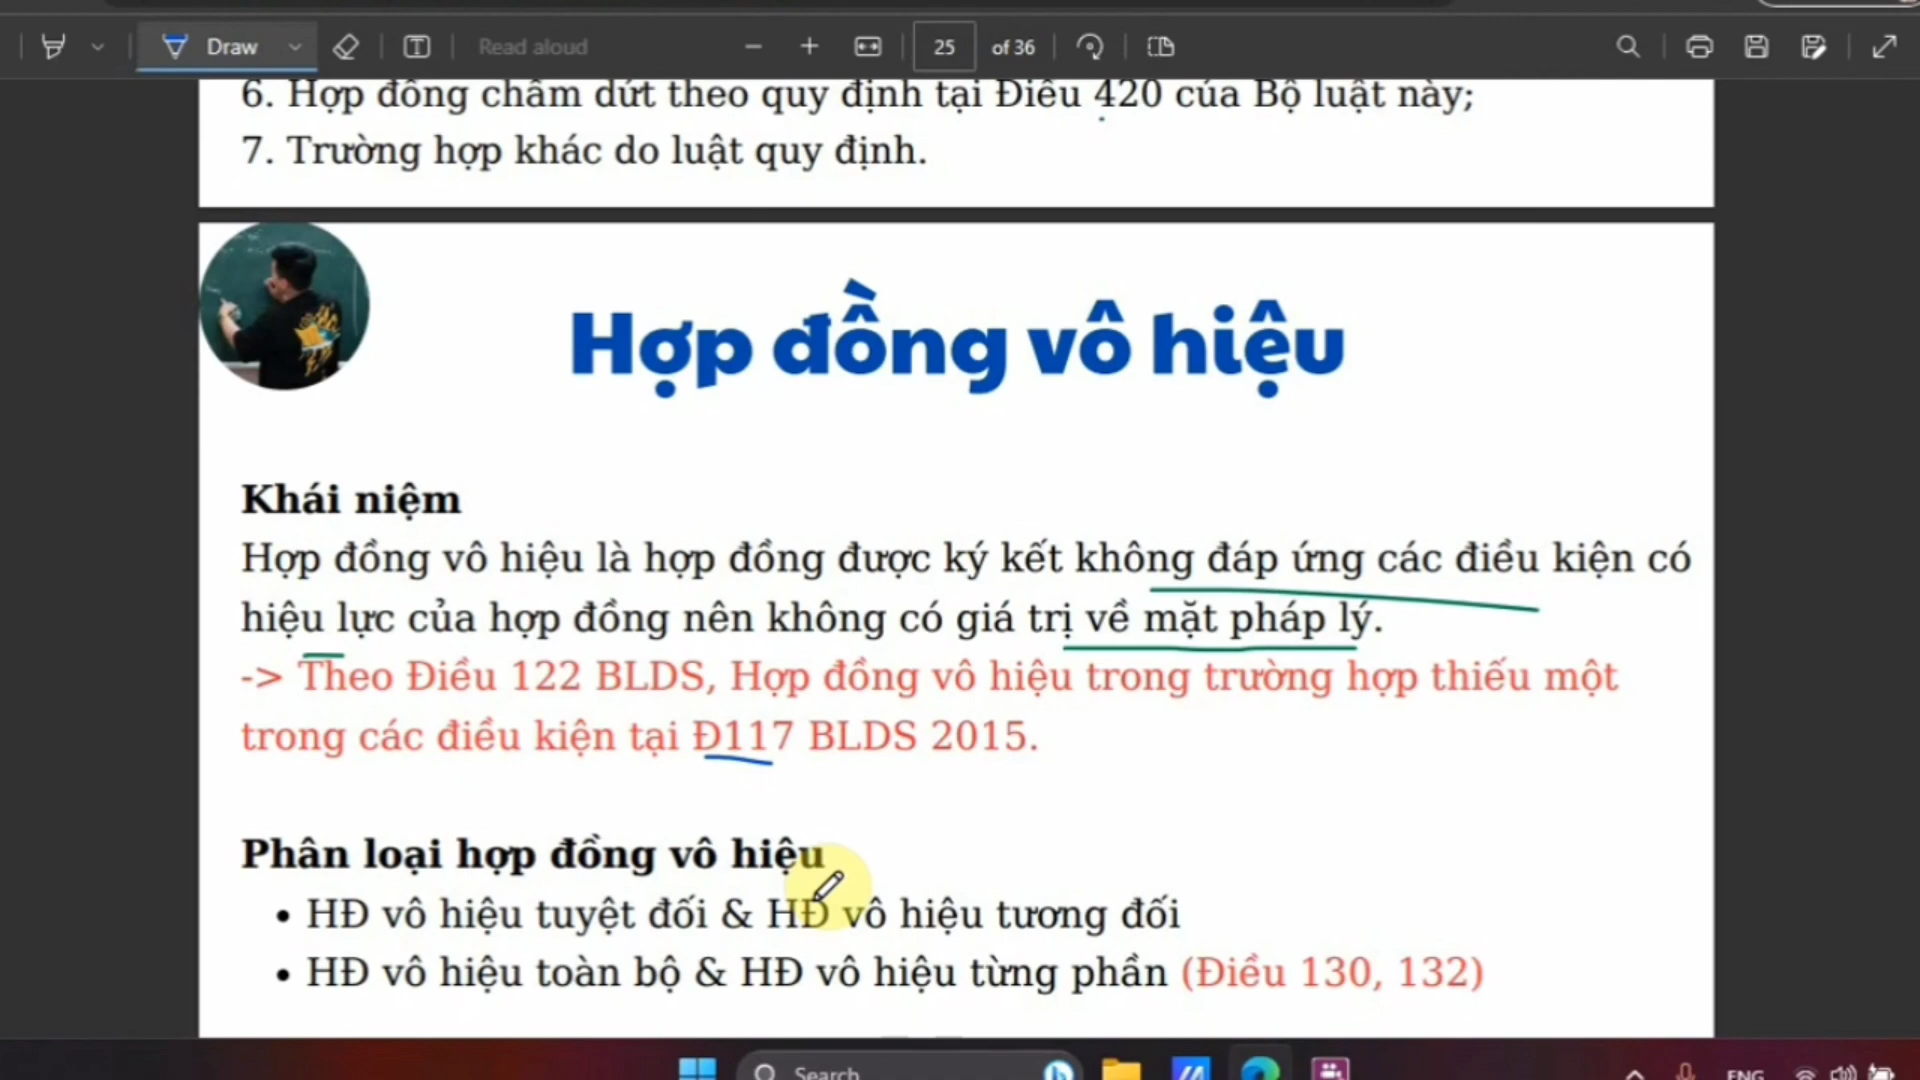 Draw
Read aloud
25
of 36
6. Hợp đồng chấm dứt theo quy định tại Điều 420 của Bộ luật này;
7. Trường hợp khác do luật quy định.
Hợp đồng vô hiệu
Khái niệm
Hợp đồng vô hiệu là hợp đồng được ký kết không đáp ứng các điều kiện có
hiệu lực của hợp đồng nên không có giá trị về mặt pháp lý.
-> Theo Điều 122 BLDS, Hợp đồng vô hiệu trong trường hợp thiếu một
trong các điều kiện tại Đ117 BLDS 2015.
Phân loại hợp đồng vô hiệu
• HĐ vô hiệu tuyệt đối & HĐ vô hiệu tương đối
• HĐ vô hiệu toàn bộ & HĐ vô hiệu từng phần (Điều 130, 132)
Search
ENG